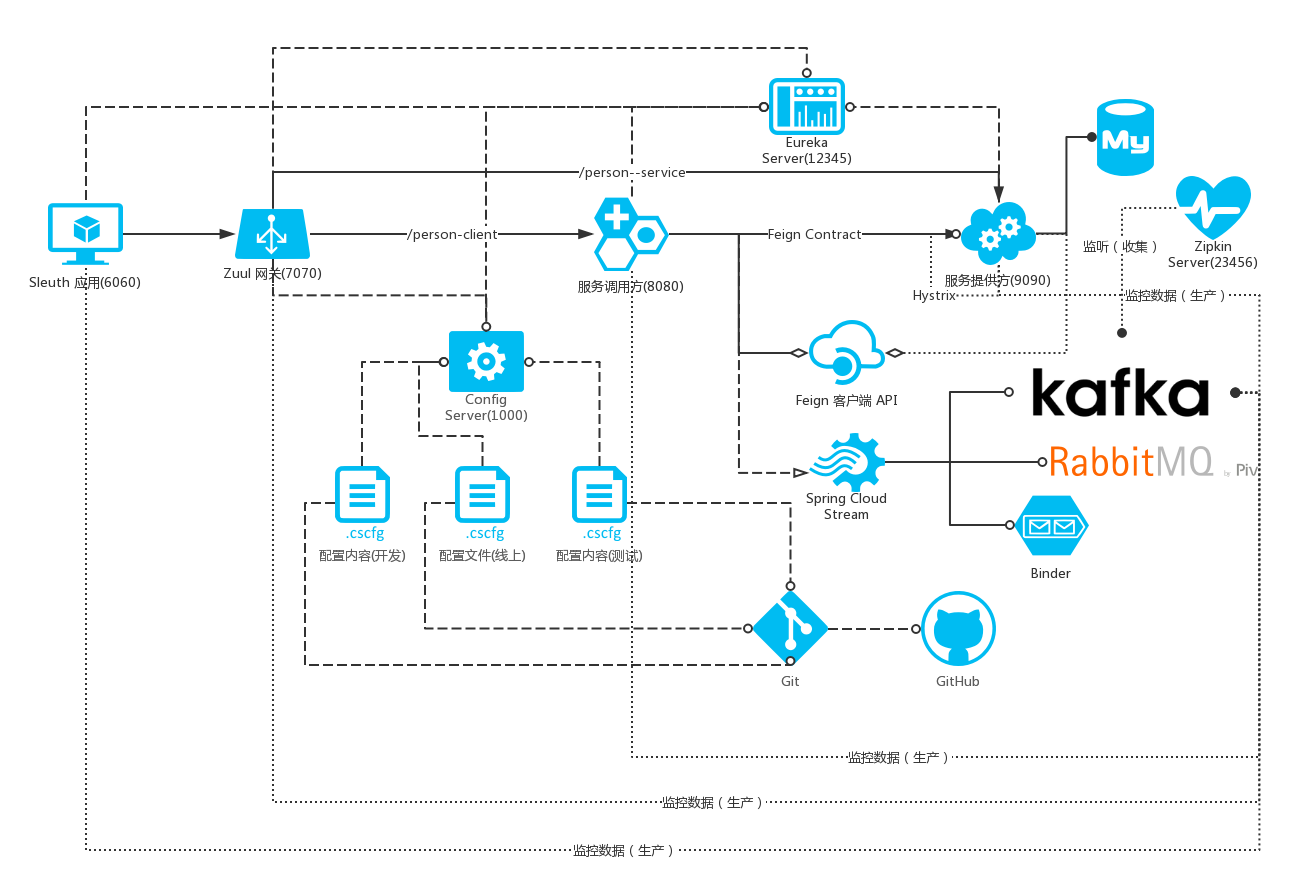 Eureka
Server(12345)
My
/person--service
/person-client
Feign Contract
监听（收集）
Zipkin
Server(23456)
Sleuth 应用(6060)
Zuul 网关(7070)
服务调用方(8080)
服务提供方(9090)
Hystrix
监控数据（生产）
Config
Server(1000)
Feign 客户端 API
kafka
RabbitMQ by Piv
Spring Cloud
Stream
.cscfg
配置内容(开发)
.cscfg
配置文件(线上)
.cscfg
配置内容(测试)
Binder
Git
GitHub
监控数据（生产）
监控数据（生产）
监控数据（生产）